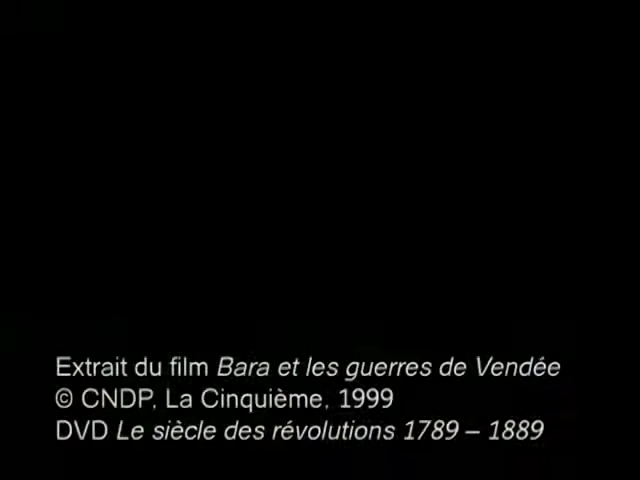 Extrait du film Bara et les guerres de Vendée
© CNDP, La Cinquième, 1999
DVD Le siècle des révolutions 1789 – 1889